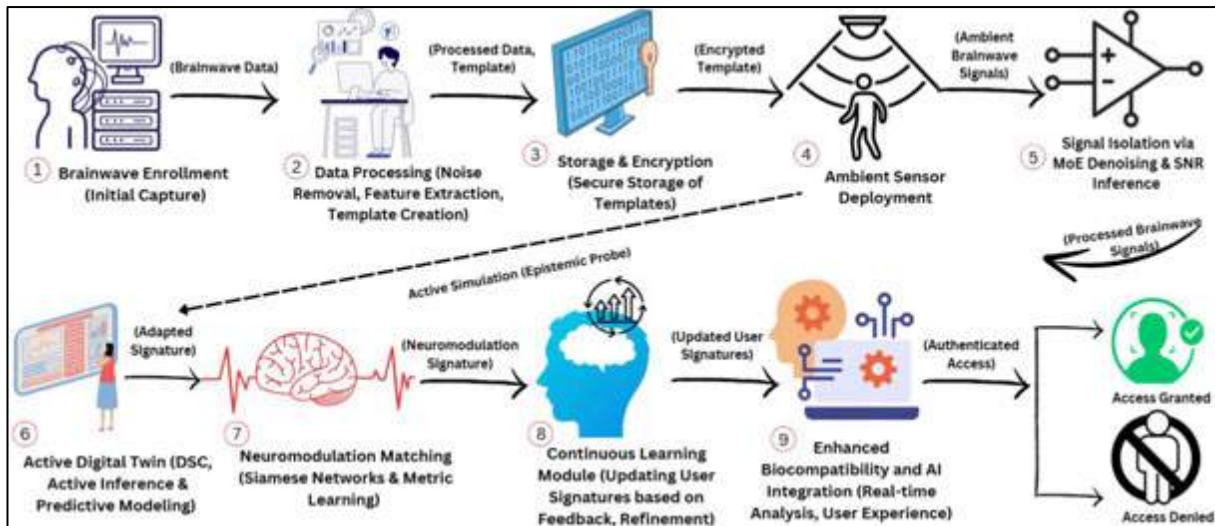 (Brainwave Data)
(Processed Data,
Template)
(Encrypted
Template)
(Ambient
Brainwave
Signals)
1
Brainwave Enrollment
(Initial Capture)
2
Data Processing (Noise
Removal, Feature Extraction,
Template Creation)
3
Storage & Encryption
(Secure Storage of
Templates)
4
Ambient Sensor
Deployment
5
Signal Isolation via
MoE Denoising & SNR
Inference
(Processed Brainwave
Signals)
Active Simulation (Epistemic Probe)
(Adapted
Signature)
(Neuromodulation
Signature)
(Updated User
Signatures)
(Authenticated
Access)
6
Active Digital Twin (DSC,
Active Inference &
Predictive Modeling)
7
Neuromodulation Matching
(Siamese Networks & Metric
Learning)
8
Continuous Learning
Module (Updating User
Signatures based on
Feedback, Refinement)
9
Enhanced
Biocompatibility and AI
Integration (Real-time
Analysis, User Experience)
Access Granted
Access Denied